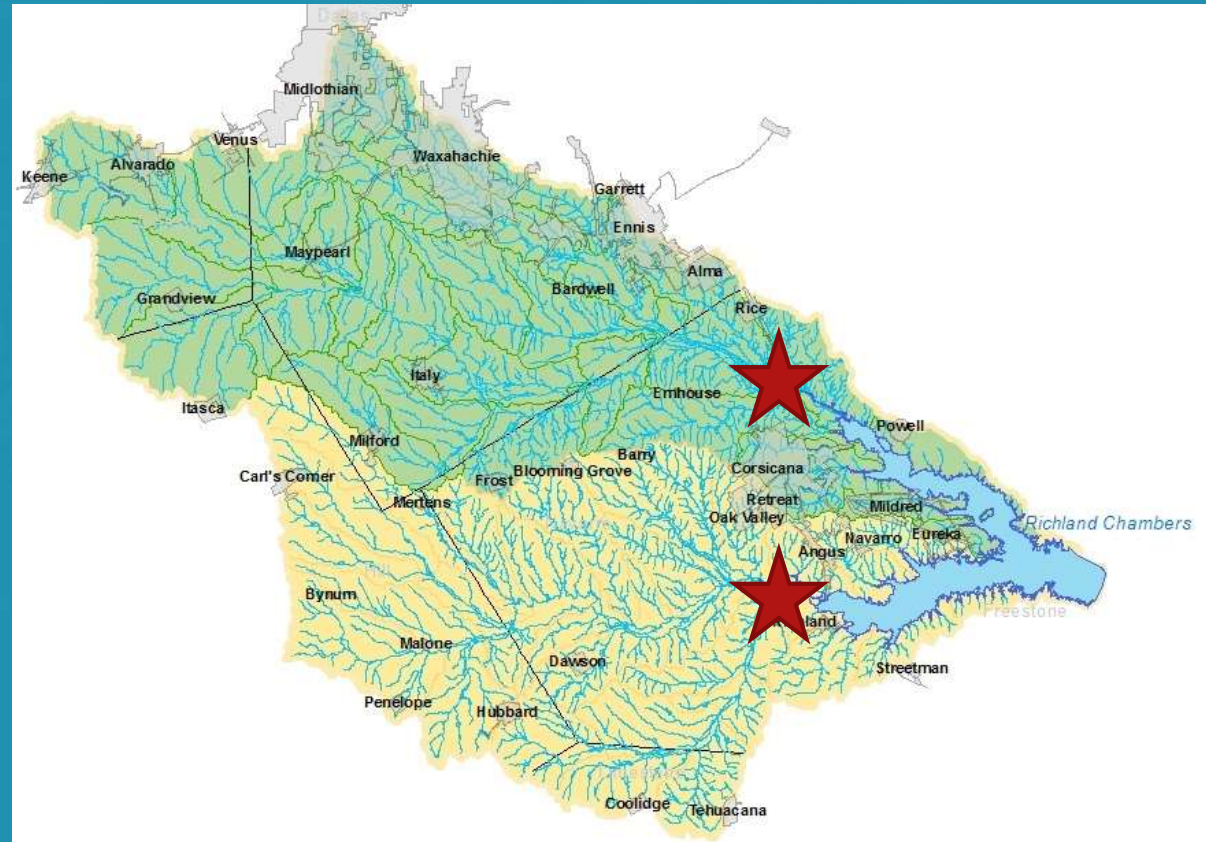 Dallas
Midlothian
Venus
Waxahachie
Alvarado
Keene
Garrett
Ennis
Maypearl
Alma
Bardwell
Grandview
Rice
Italy
Emhouse
Itasca
Powell
Milford
Barry
Blooming Grove
Corsicana
Carl's Corner
Frost
Mertens
Retreat
Mildred
Oak Valley
Richland Chambers
Navarro
Eureka
Angus
Bynum
Freestone
land
Malone
Dawson
Streetman
Penelope
Hubbard
Coolidge
Tehuacana